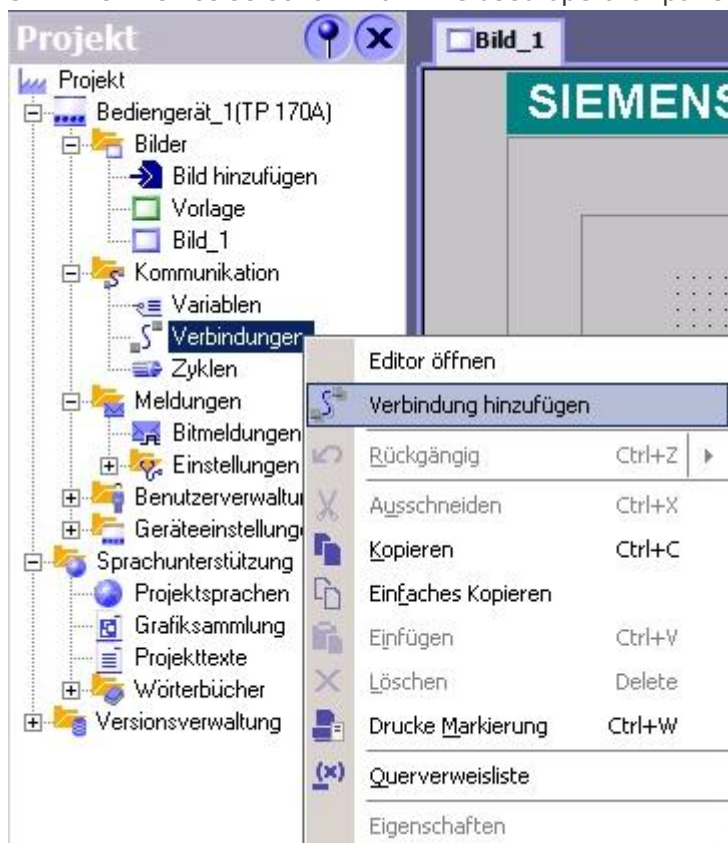 Projekt
Bild_1
Projekt
Bediengerät_1(TP 170A)
Bilder
Bild hinzufügen
Vorlage
Bild_1
Kommunikation
Variablen
Verbindungen
Zyklen
Meldungen
Bitmeldungen
Einstellungen
Benutzerverwaltu
Geräteeinstellung
Sprachunterstützung
Projektsprachen
Grafiksammlung
Projekttexte
Wörterbücher
Versionsverwaltung
SIEMENS
Editor öffnen
Verbindung hinzufügen
Rückgängig Ctrl+Z
Ausschneiden Ctrl+X
Kopieren Ctrl+C
Einfaches Kopieren
Einfügen Ctrl+V
Löschen Delete
Drucke Markierung Ctrl+W
Querverweisliste
Eigenschaften